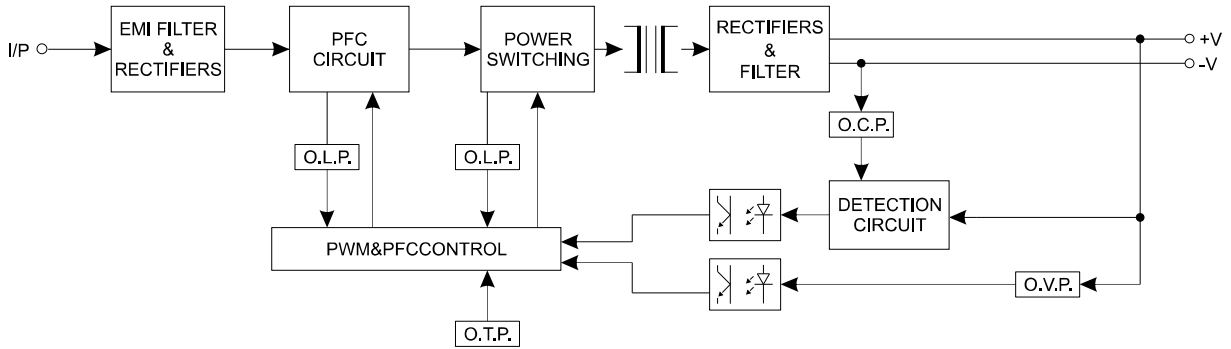 I/P
EMI FILTER
&
RECTIFIERS
PFC
CIRCUIT
POWER
SWITCHING
RECTIFIERS
&
FILTER
+V
-V
O.L.P.
O.L.P.
O.C.P.
DETECTION
CIRCUIT
PWM&PFCCONTROL
O.V.P.
O.T.P.